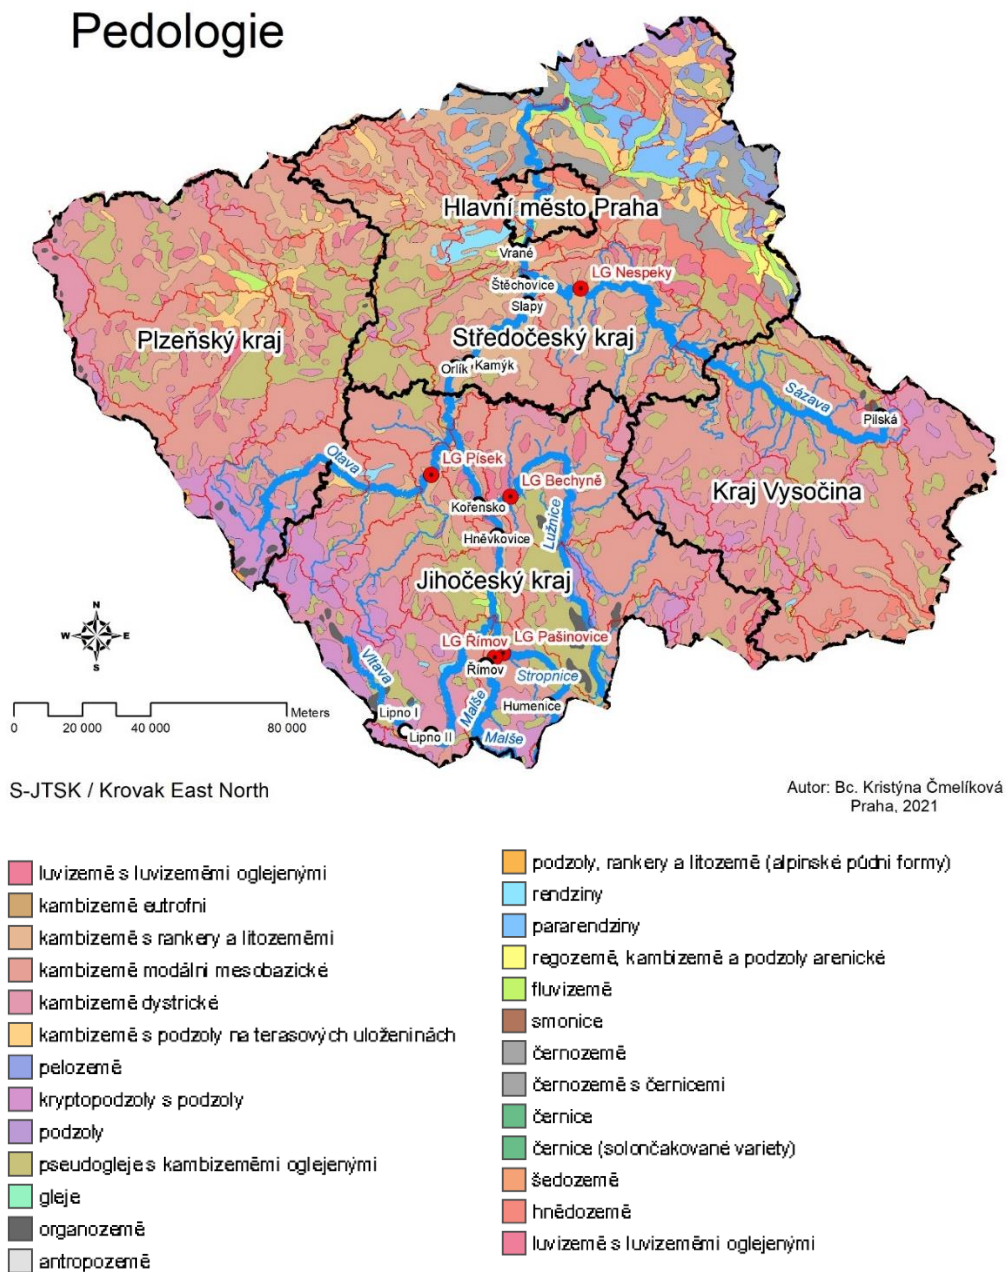 Pedologie
Hlavní město Praha
Vrané
LG Nespeky
Štěchovice
Slapy
Plzeňský kraj
Středočeský kraj
Orlík
Kamýk
Sázava
Pilská
Otava
LG Písek
LG Bechyně
Kraj Vysočina
Kořensko
Lužnice
Hněvkovice
Jihočeský kraj
N
W
E
S
LG Římov
LG Pašinovice
Vltava
Římov
Stropnice
Malše
Humenice
Lipno I
Lipno II
Malše
Meters
0 20 000 40 000 80 000
S-JTSK / Krovak East North
Autor: Bc. Kristýna Čmelíková
Praha, 2021
luvizemě s luvizeměmi oglejenými
kambizemě eutrofní
kambizemě s rankery a litozeměmi
kambizemě modální mesobazické
kambizemě dystrické
kambizemě s podzoly na terasových uloženinách
pelozemě
kryptopodzoly s podzoly
podzoly
pseudogleje s kambizeměmi oglejenými
gleje
organozemě
antropozemě
podzoly, rankery a litozemě (alpinské půdní formy)
rendziny
pararendziny
regozemě, kambizemě a podzoly arenické
fluvizemě
smonice
černozemě
černozemě s černicemi
černice
černice (solončakované variety)
šedozemě
hnědozemě
luvizemě s luvizeměmi oglejenými